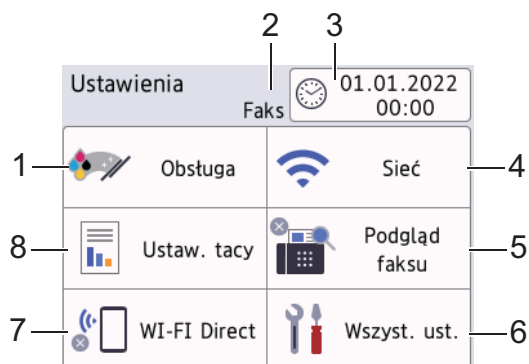 2 3
Ustawienia
Faks
01.01.2022
00:00
1 Obsługa Sieć 4
8 Ustaw. tacy Podgląd
faksu 5
7 WI-FI Direct Wszyst. ust. 6